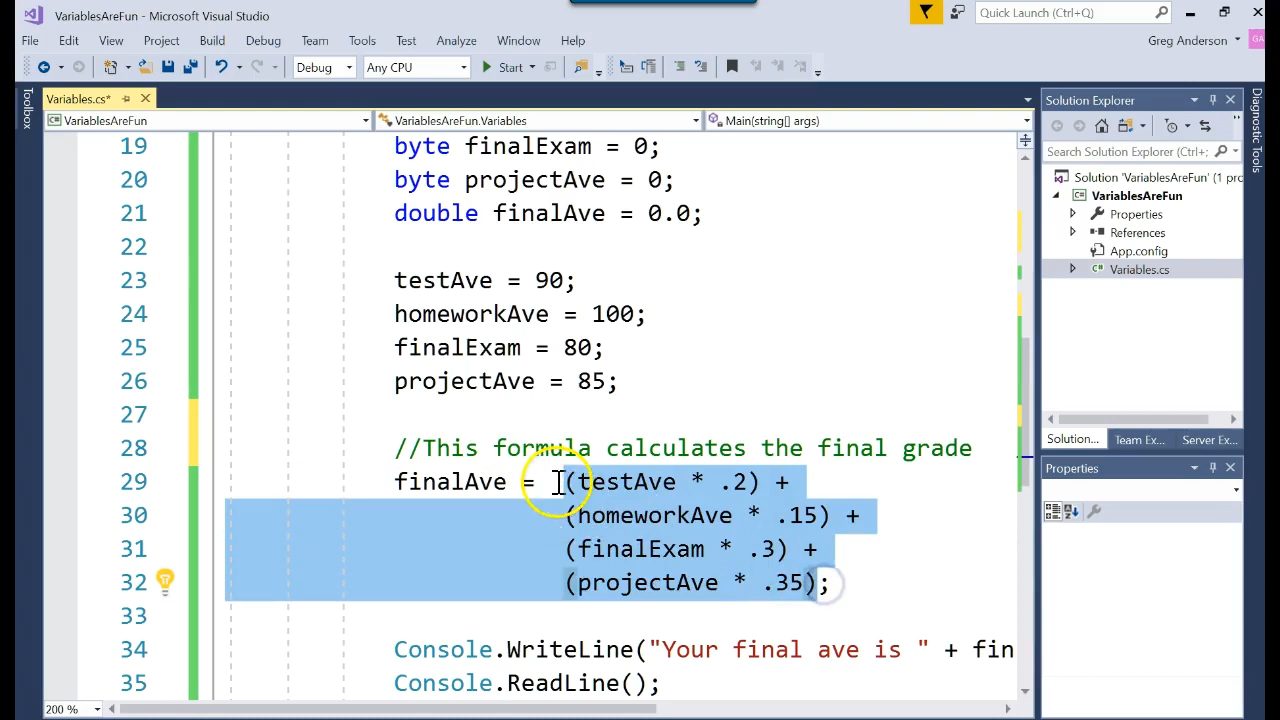 VariablesAreFun - Microsoft Visual Studio
Quick Launch (Ctrl+Q)
File Edit View Project Build Debug Team Tools Test Analyze Window Help
Greg Anderson
GA
Debug
Any CPU
Start
Toolbox
Variables.cs*
VariablesAreFun
VariablesAreFun.Variables
Main(string[] args)
19 byte finalExam = 0;
20 byte projectAve = 0;
21 double finalAve = 0.0;
22
23 testAve = 90;
24 homeworkAve = 100;
25 finalExam = 80;
26 projectAve = 85;
27
28 //This formula calculates the final grade
29 finalAve = (testAve * .2) +
30 (homeworkAve * .15) +
31 (finalExam * .3) +
32 (projectAve * .35);
33
34 Console.WriteLine("Your final ave is " + fin
35 Console.ReadLine();
200 %
Solution Explorer
Search Solution Explorer (Ctrl+;
Solution 'VariablesAreFun' (1 pro
VariablesAreFun
Properties
References
App.config
Variables.cs
Solution... Team Ex... Server Ex...
Properties
Diagnostic Tools